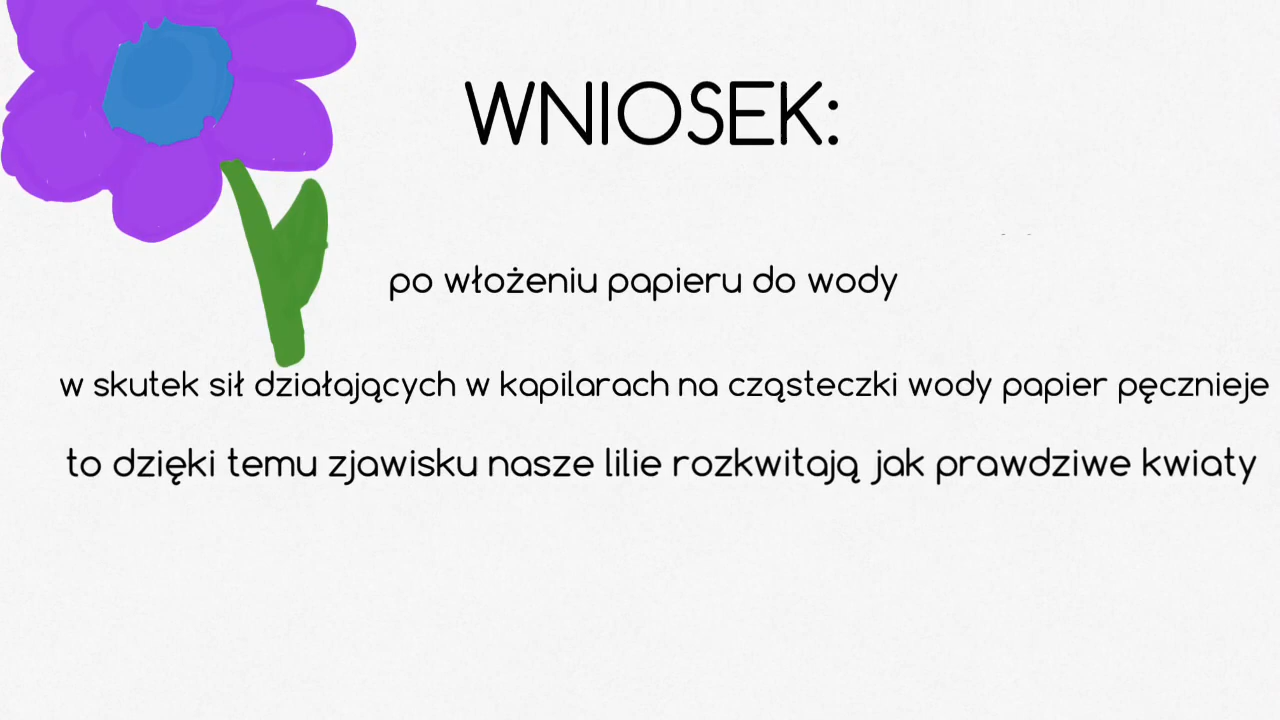 WNIOSEK:
po włożeniu papieru do wody
w skutek sił działających w kapilarach na cząsteczki wody papier pęcznieje
to dzięki temu zjawisku nasze lilie rozkwitają jak prawdziwe kwiaty